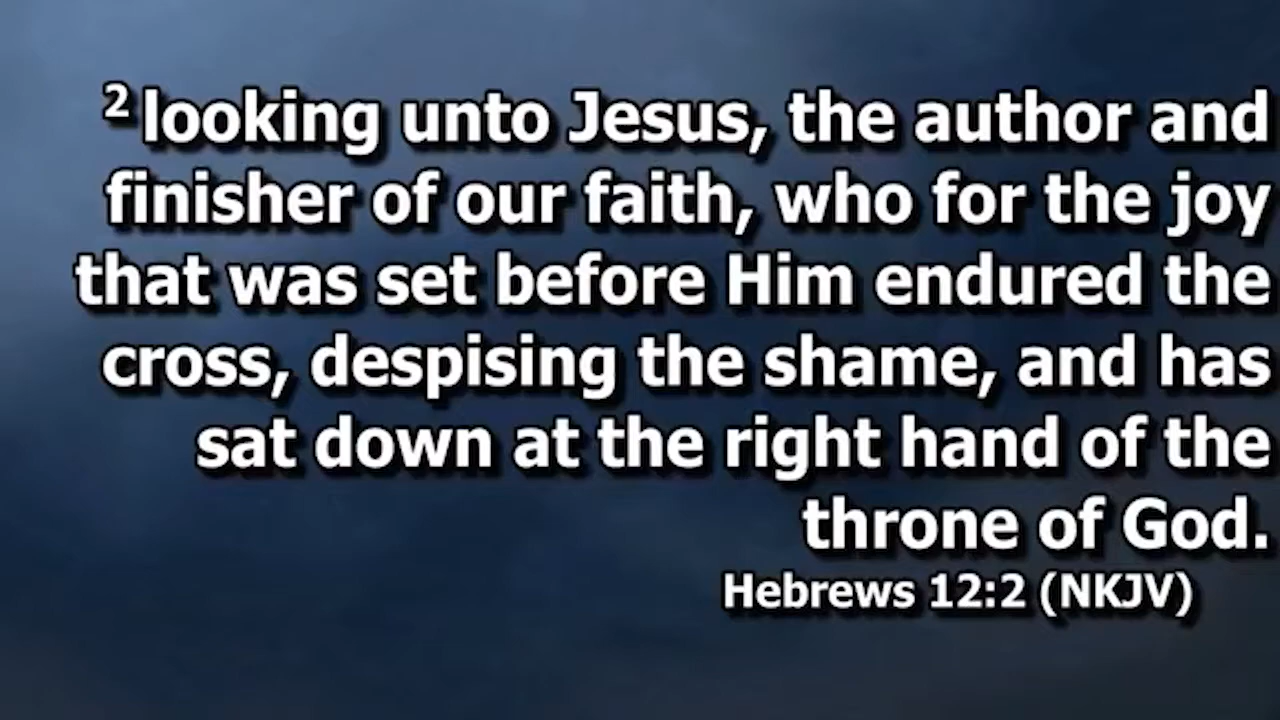 2 looking unto Jesus, the author and
finisher of our faith, who for the joy
that was set before Him endured the
cross, despising the shame, and has
sat down at the right hand of the
throne of God.
Hebrews 12:2 (NKJV)